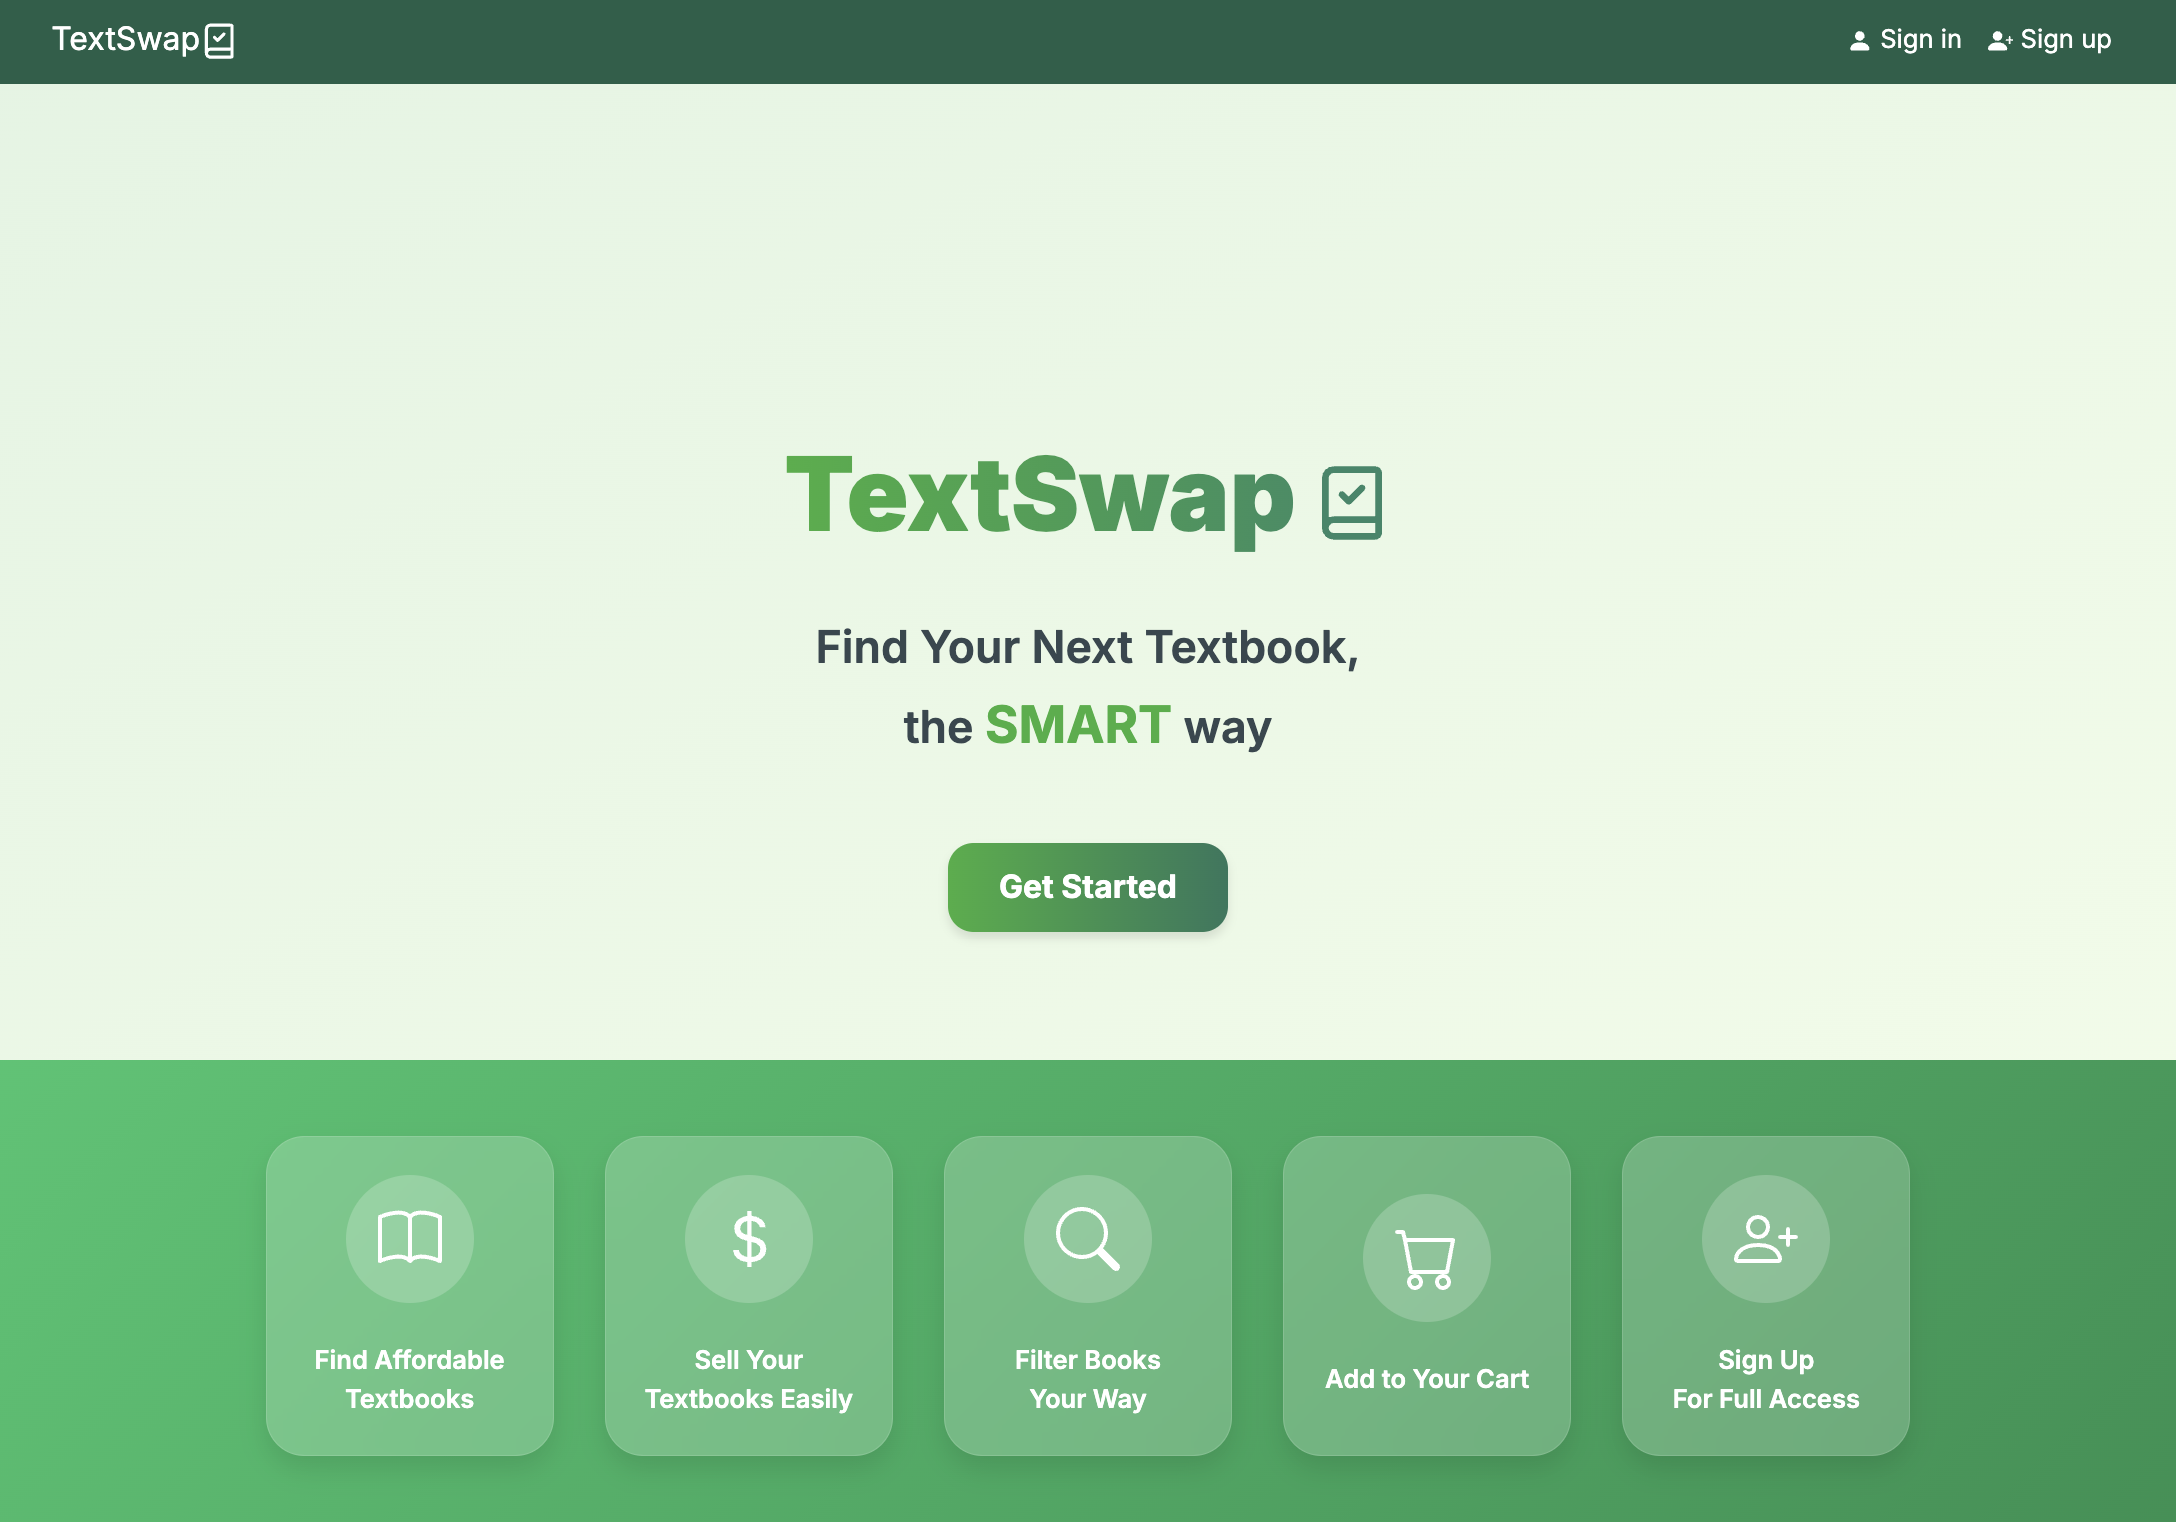 TextSwap
Sign in
Sign up
TextSwap
Find Your Next Textbook,
the SMART way
Get Started
Find Affordable
Textbooks
$
Sell Your
Textbooks Easily
Filter Books
Your Way
Add to Your Cart
Sign Up
For Full Access